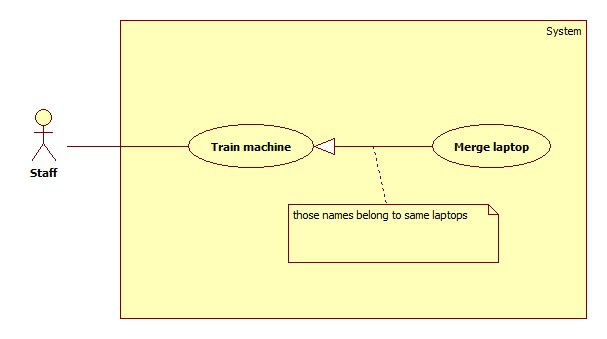 System
Train machine
Merge laptop
Staff
those names belong to same laptops